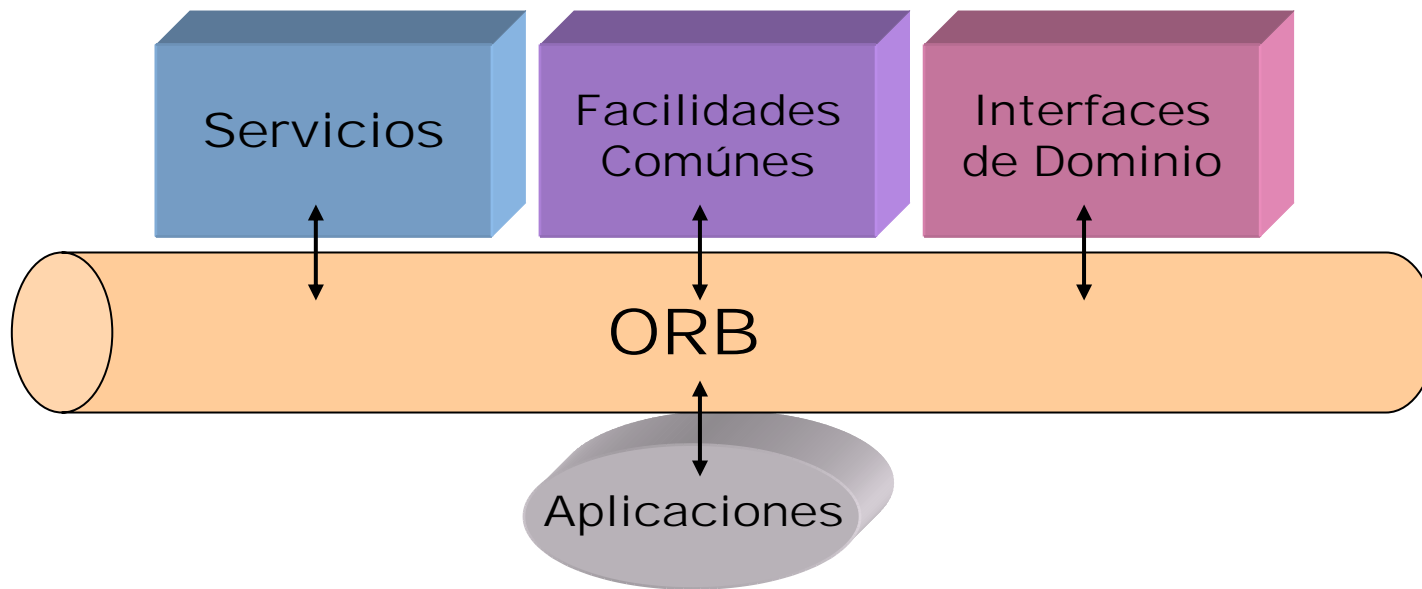 Servicios
Facilidades
Comúnes
Interfaces
de Dominio
ORB
Aplicaciones